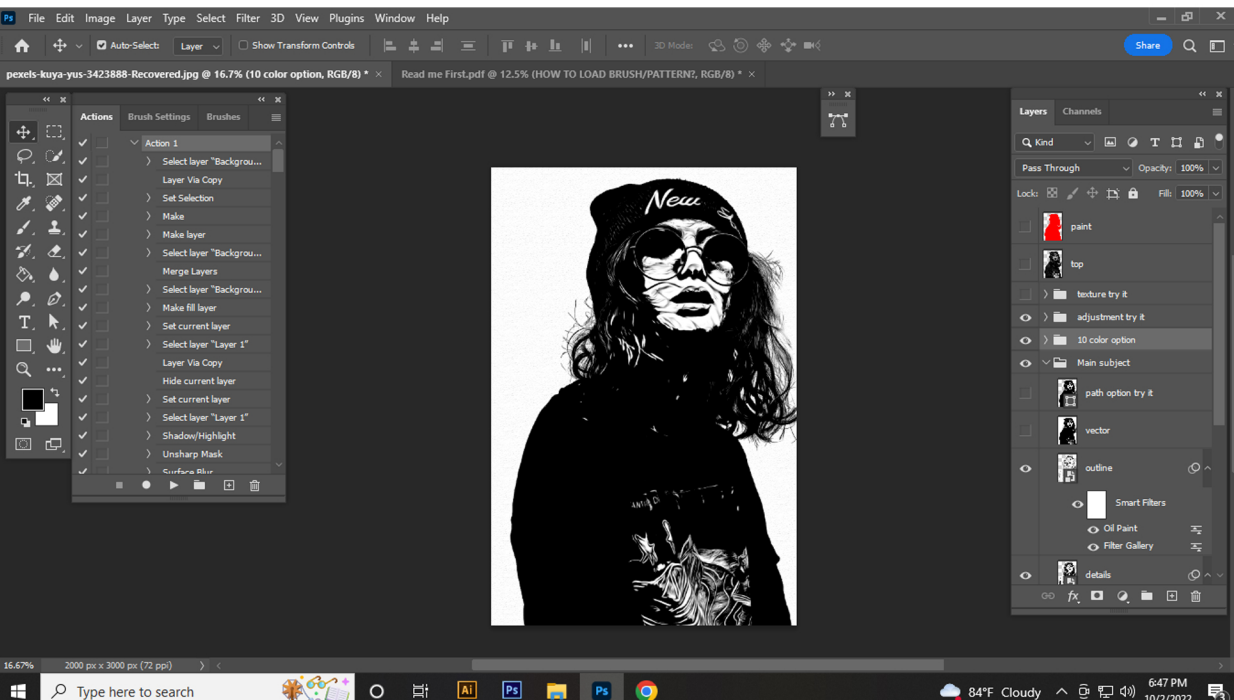 Ps File Edit Image Layer Type Select Filter 3D View Plugins Window Help
Auto-Select: Layer Show Transform Controls 3D Mode: Share
pexels-kuya-yus-3423888-Recovered.jpg @ 16.7% (10 color option, RGB/8) *
Read me First.pdf @ 12.5% (HOW TO LOAD BRUSH/PATTERN?, RGB/8) *
Actions Brush Settings Brushes
Action 1
Select layer "Backgrou...
Layer Via Copy
Set Selection
Make
Make layer
Select layer "Backgrou...
Merge Layers
Select layer "Backgrou...
Make fill layer
Set current layer
Select layer "Layer 1"
Layer Via Copy
Hide current layer
Set current layer
Select layer "Layer 1"
Shadow/Highlight
Unsharp Mask
Surface Blur
New
Layers Channels
Kind
Pass Through Opacity: 100%
Lock: Fill: 100%
paint
top
texture try it
adjustment try it
10 color option
Main subject
path option try it
vector
outline
Smart Filters
Oil Paint
Filter Gallery
details
fx
16.67% 2000 px x 3000 px (72 ppi)
Type here to search
Ai Ps Ps
84°F Cloudy
6:47 PM
10/2/2022
3